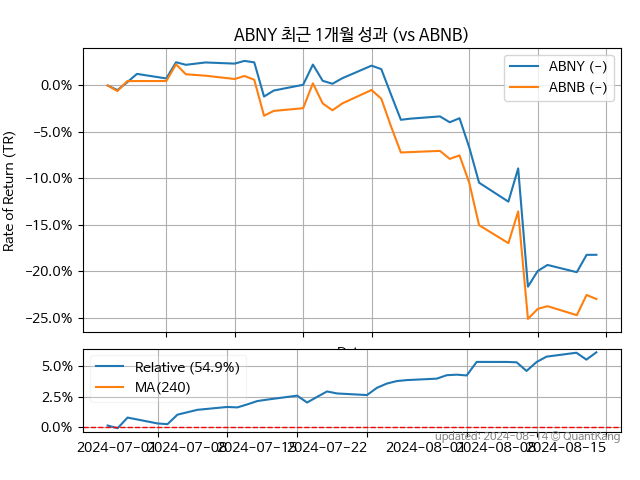 ABNY 최근 1개월 성과 (vs ABNB)
Rate of Return (TR)
0.0%
−5.0%
−10.0%
−15.0%
−20.0%
−25.0%
ABNY (-)
ABNB (-)
5.0%
2.5%
0.0%
Relative (54.9%)
MA(240)
updated: 2024-08-14 © QuantKang
2024-07-01
2024-07-08
2024-07-15
2024-07-22
2024-08-01
2024-08-08
2024-08-15